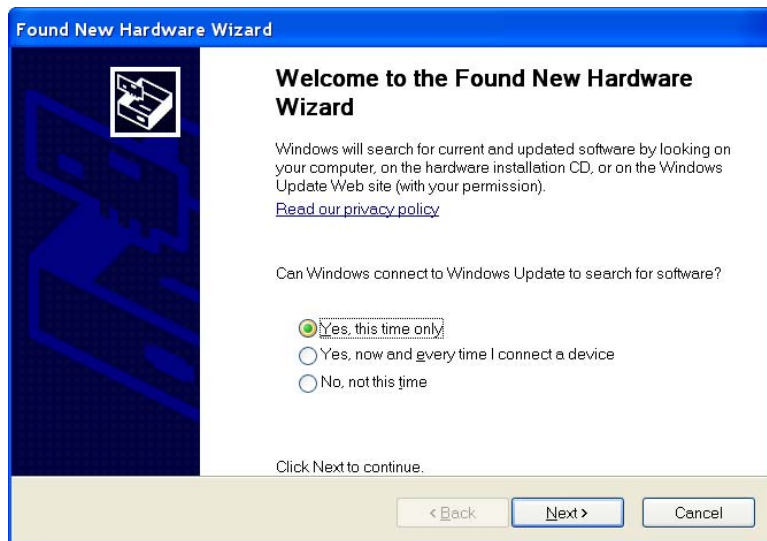 Found New Hardware Wizard
Welcome to the Found New Hardware
Wizard
Windows will search for current and updated software by looking on
your computer, on the hardware installation CD, or on the Windows
Update Web site (with your permission).
Read our privacy policy
Can Windows connect to Windows Update to search for software?
Yes, this time only
Yes, now and every time I connect a device
No, not this time
Click Next to continue.
< Back
Next >
Cancel